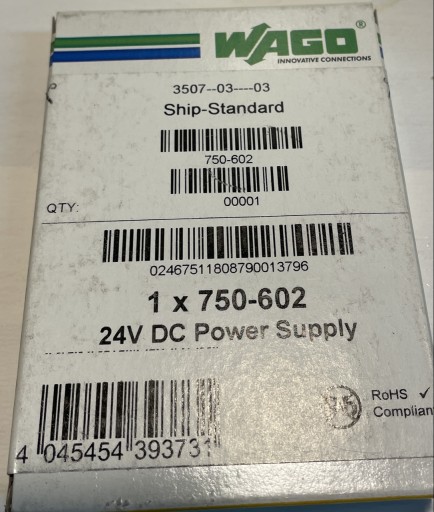 WAGO®
INNOVATIVE CONNECTIONS
3507--03----03
Ship-Standard
750-602
QTY:
00001
02467511808790013796
1 x 750-602
24V DC Power Supply
4 045454 393731
RoHS ✓
Complian